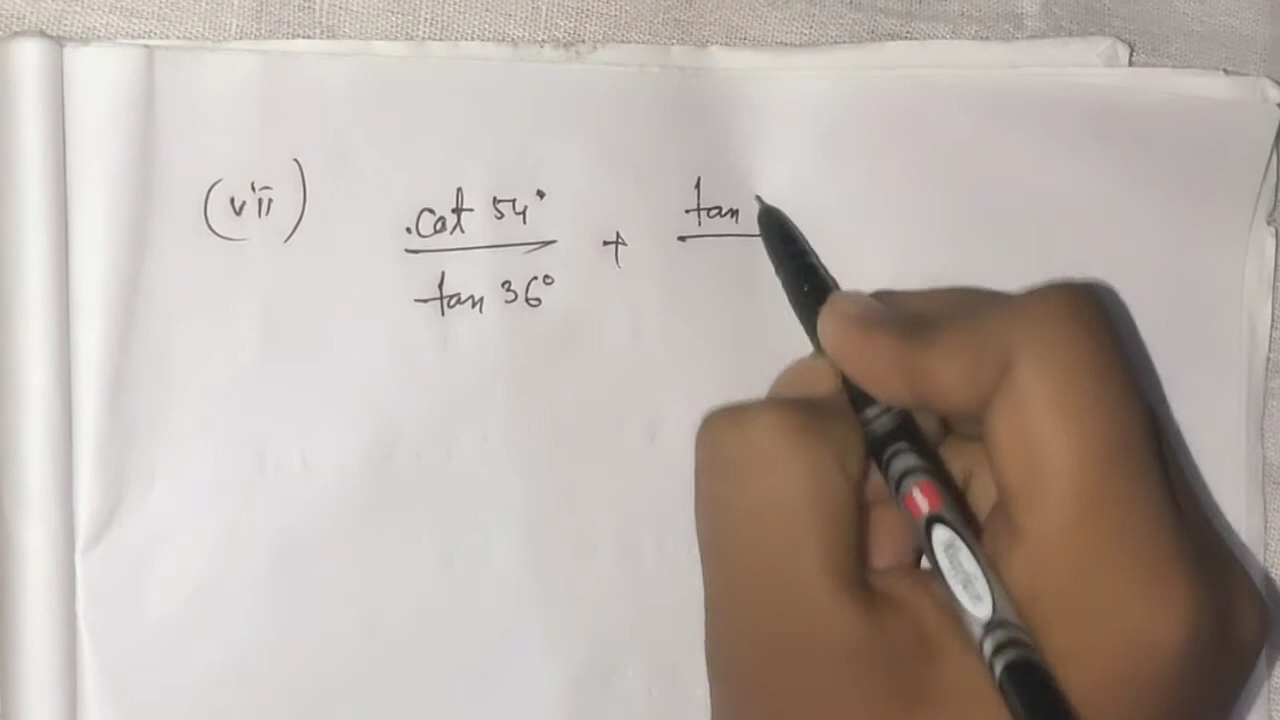 (vii) cot 54° / tan 36° + tan